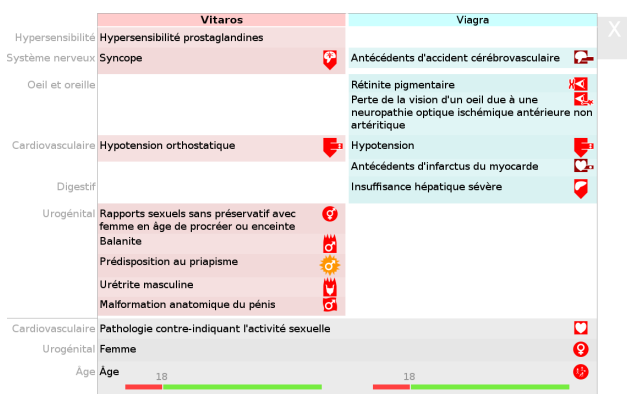 Vitaros Viagra X
Hypersensibilité Hypersensibilité prostaglandines
Système nerveux Syncope Antécédents d'accident cérébrovasculaire
Oeil et oreille Rétinite pigmentaire
Perte de la vision d'un oeil due à une
neuropathie optique ischémique antérieure non
artéritique
Cardiovasculaire Hypotension orthostatique Hypotension
Antécédents d'infarctus du myocarde
Digestif Insuffisance hépatique sévère
Urogénital Rapports sexuels sans préservatif avec
femme en âge de procréer ou enceinte
Balanite
Prédisposition au priapisme
Urétrite masculine
Malformation anatomique du pénis
Cardiovasculaire Pathologie contre-indiquant l'activité sexuelle
Urogénital Femme
Âge Âge
18 18